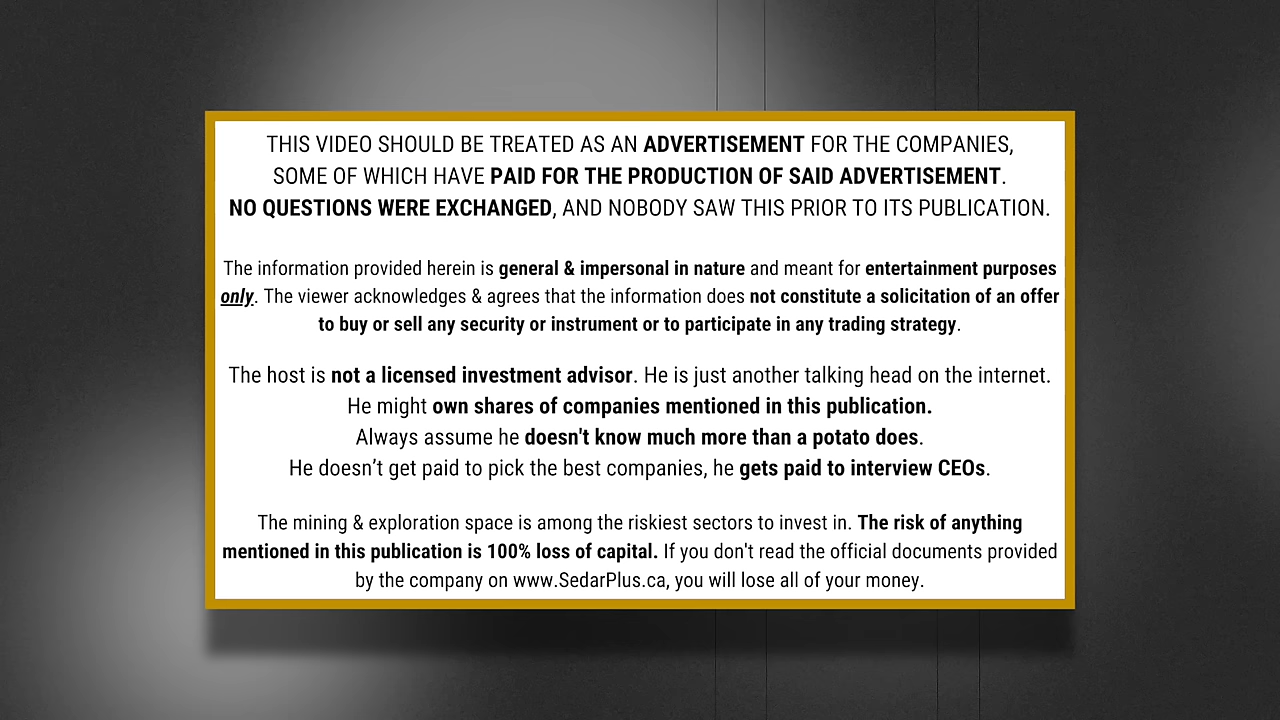 THIS VIDEO SHOULD BE TREATED AS AN ADVERTISEMENT FOR THE COMPANIES,
SOME OF WHICH HAVE PAID FOR THE PRODUCTION OF SAID ADVERTISEMENT.
NO QUESTIONS WERE EXCHANGED, AND NOBODY SAW THIS PRIOR TO ITS PUBLICATION.
The information provided herein is general & impersonal in nature and meant for entertainment purposes
only. The viewer acknowledges & agrees that the information does not constitute a solicitation of an offer
to buy or sell any security or instrument or to participate in any trading strategy.
The host is not a licensed investment advisor. He is just another talking head on the internet.
He might own shares of companies mentioned in this publication.
Always assume he doesn't know much more than a potato does.
He doesn’t get paid to pick the best companies, he gets paid to interview CEOs.
The mining & exploration space is among the riskiest sectors to invest in. The risk of anything
mentioned in this publication is 100% loss of capital. If you don't read the official documents provided
by the company on www.SedarPlus.ca, you will lose all of your money.